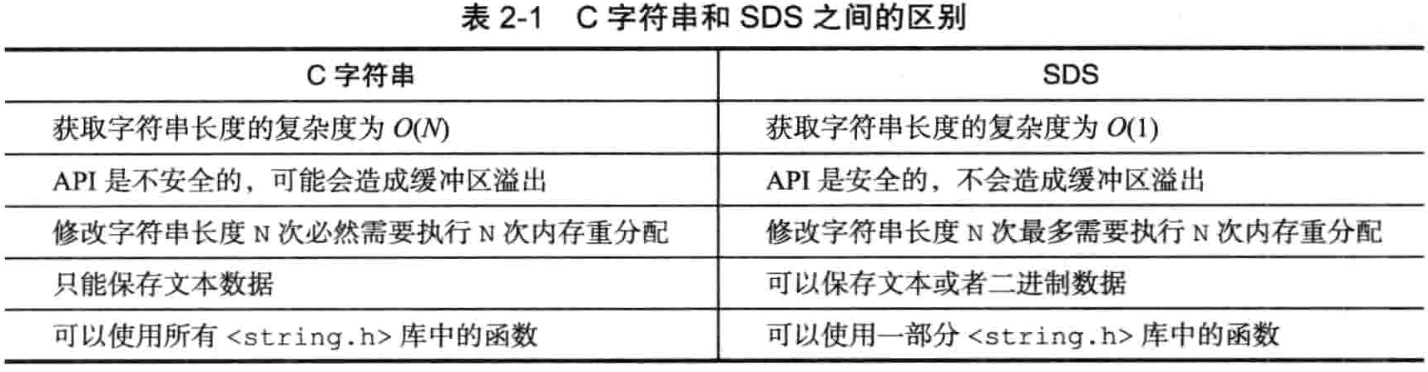 表 2-1 C 字符串和 SDS 之间的区别
C 字符串 SDS
获取字符串长度的复杂度为 O(N) 获取字符串长度的复杂度为 O(1)
API 是不安全的，可能会造成缓冲区溢出 API 是安全的，不会造成缓冲区溢出
修改字符串长度 N 次必然需要执行 N 次内存重分配 修改字符串长度 N 次最多需要执行 N 次内存重分配
只能保存文本数据 可以保存文本或者二进制数据
可以使用所有 <string.h> 库中的函数 可以使用一部分 <string.h> 库中的函数